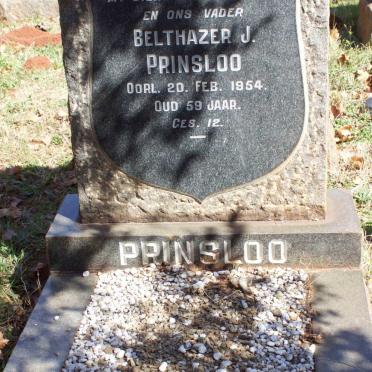 EN ONS VADER
BELTHAZER J.
PRINSLOO
OORL. 20. FEB. 1954.
OUD 59 JAAR.
GES. 12.
PRINSLOO